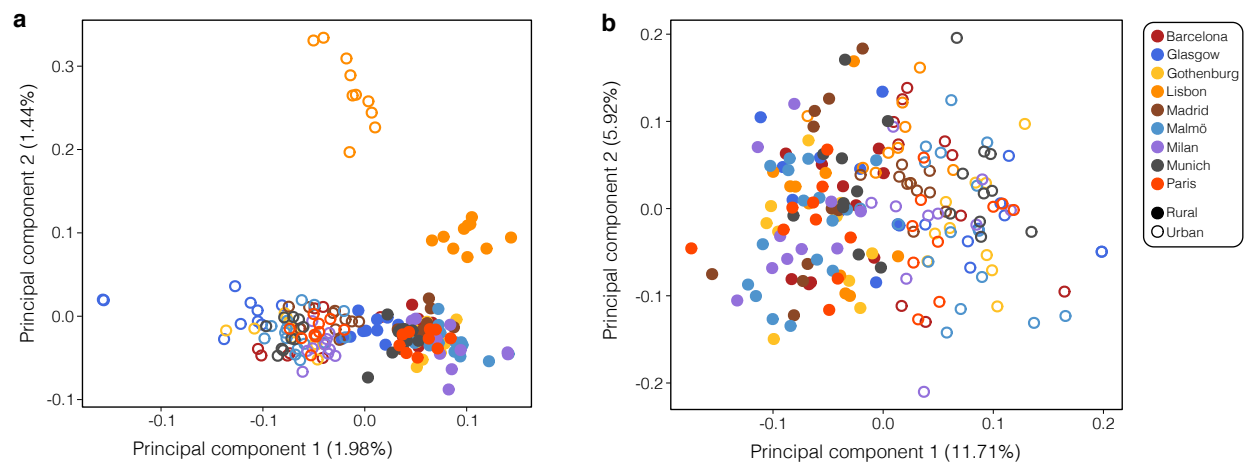 a
Principal component 2 (1.44%)
0.3
0.2
0.1
0.0
-0.1
-0.1
-0.1
0.0
0.1
Principal component 1 (1.98%)
b
Principal component 2 (5.92%)
0.2
0.1
0.0
-0.1
-0.2
-0.1
0.0
0.1
0.2
Principal component 1 (11.71%)
Barcelona
Glasgow
Gothenburg
Lisbon
Madrid
Malmö
Milan
Munich
Paris
Rural
Urban